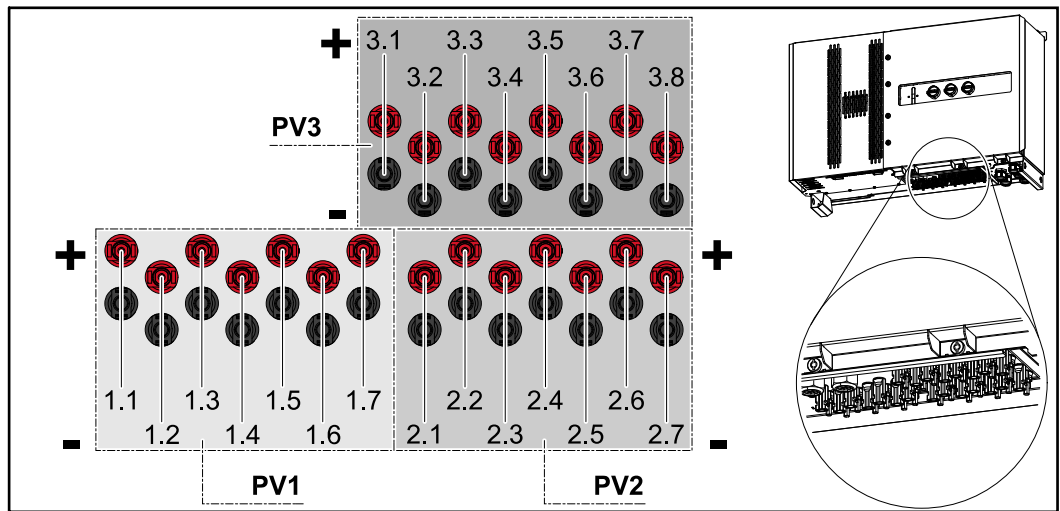 + 3.1 3.3 3.5 3.7
3.2 3.4 3.6 3.8
PV3
-
+ +
1.1 1.3 1.5 1.7 2.2 2.4 2.6
- 1.2 1.4 1.6 2.1 2.3 2.5 2.7 -
PV1 PV2